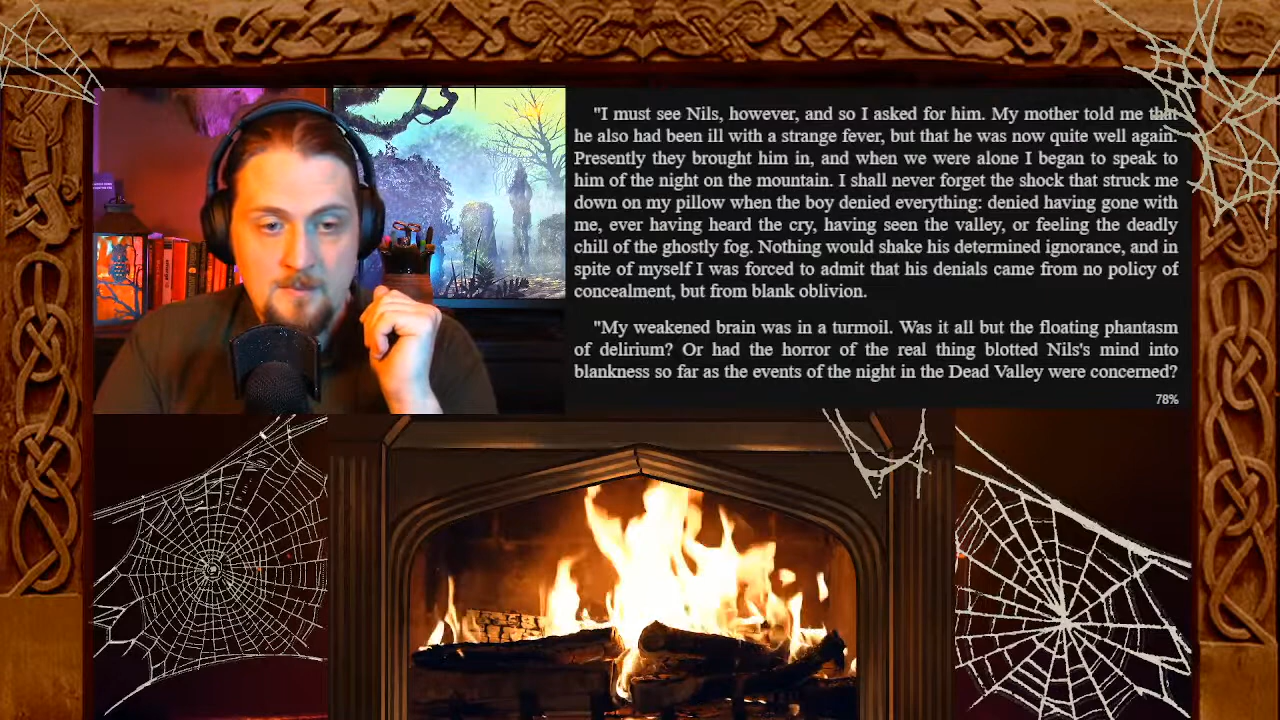 "I must see Nils, however, and so I asked for him. My mother told me that
he also had been ill with a strange fever, but that he was now quite well again.
Presently they brought him in, and when we were alone I began to speak to
him of the night on the mountain. I shall never forget the shock that struck me
down on my pillow when the boy denied everything: denied having gone with
me, ever having heard the cry, having seen the valley, or feeling the deadly
chill of the ghostly fog. Nothing would shake his determined ignorance, and in
spite of myself I was forced to admit that his denials came from no policy of
concealment, but from blank oblivion.
"My weakened brain was in a turmoil. Was it all but the floating phantasm
of delirium? Or had the horror of the real thing blotted Nils's mind into
blankness so far as the events of the night in the Dead Valley were concerned?
78%